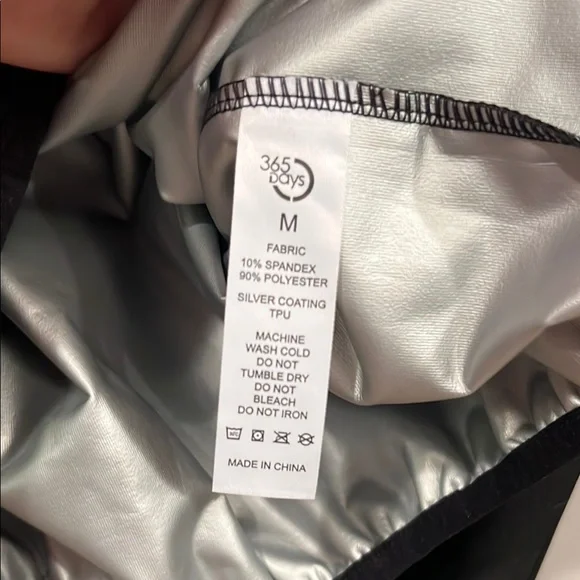 365
Days
M
FABRIC
10% SPANDEX
90% POLYESTER
SILVER COATING
TPU
MACHINE
WASH COLD
DO NOT
TUMBLE DRY
DO NOT
BLEACH
DO NOT IRON
MADE IN CHINA